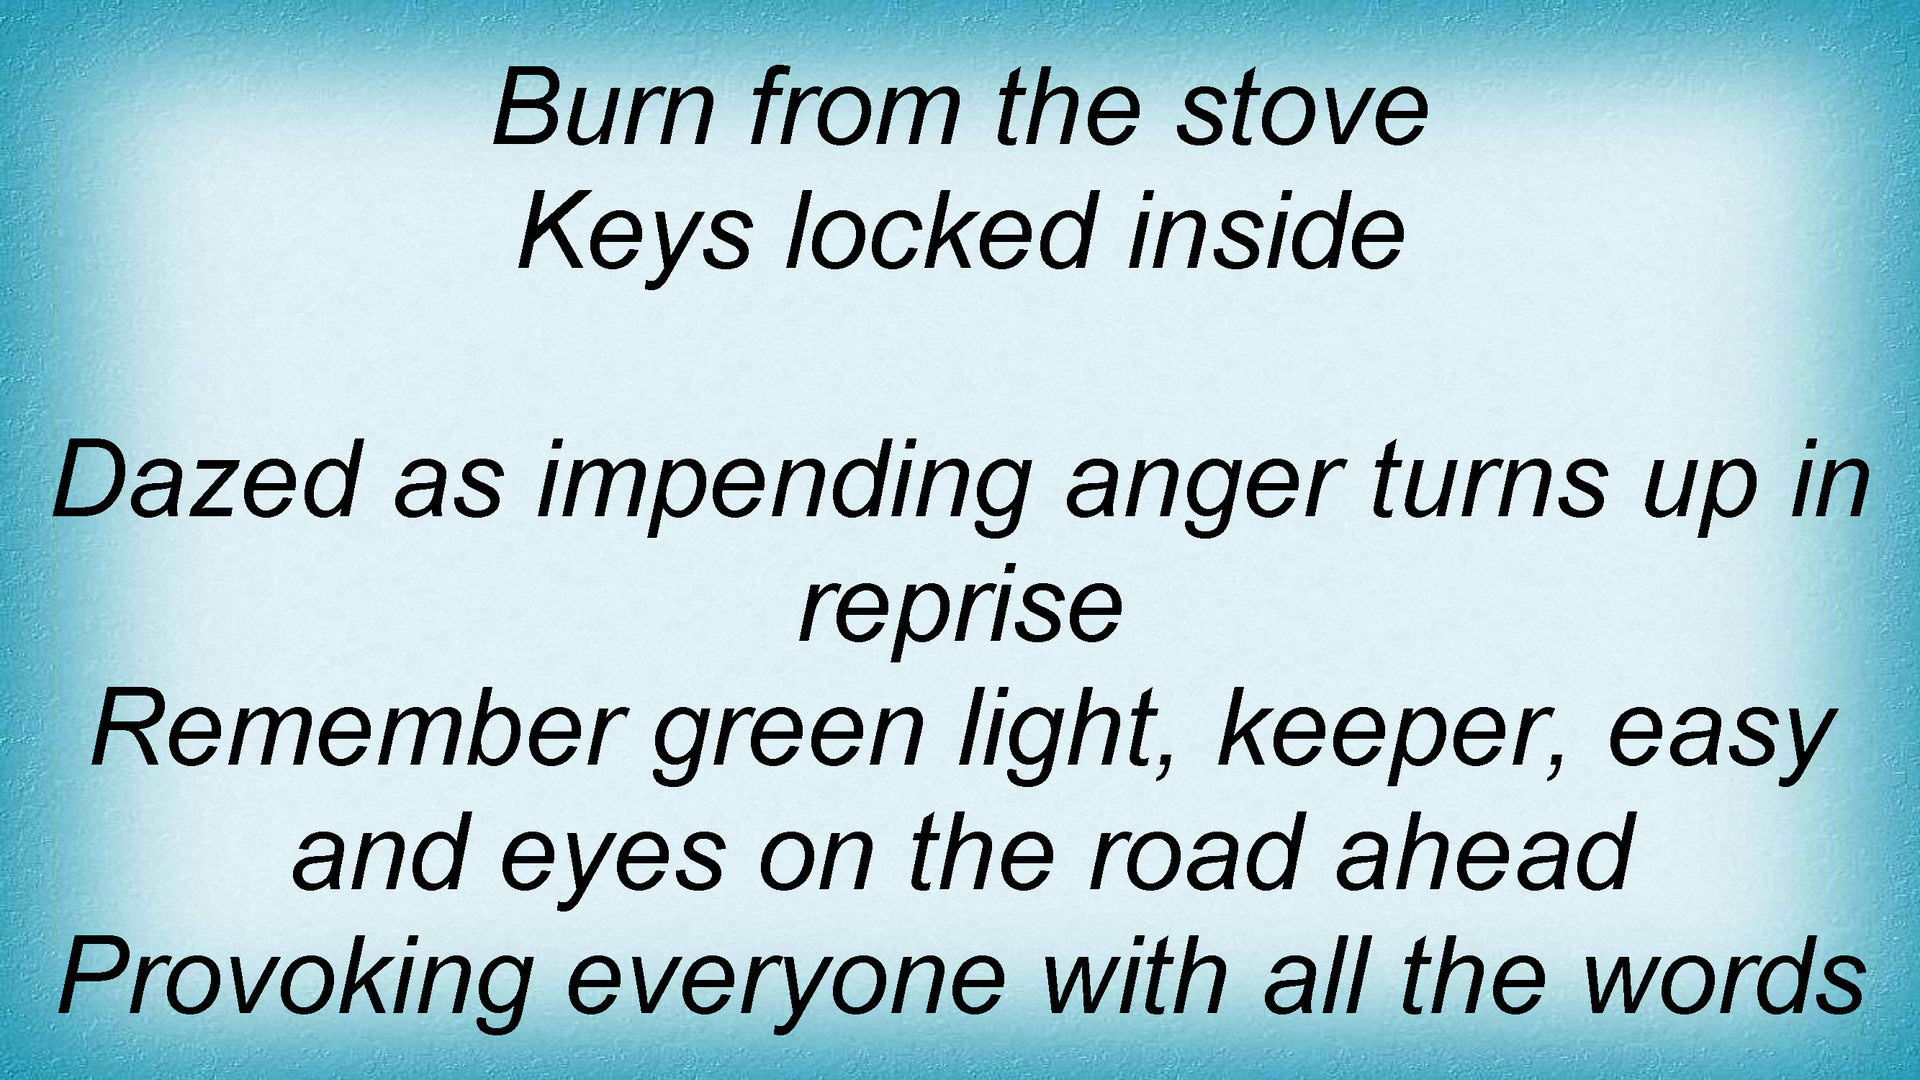 Burn from the stove
Keys locked inside
Dazed as impending anger turns up in
reprise
Remember green light, keeper, easy
and eyes on the road ahead
Provoking everyone with all the words